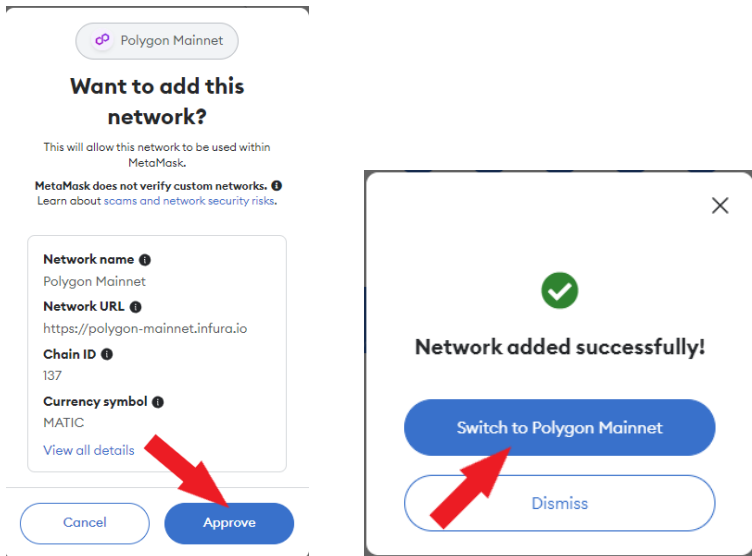 Polygon Mainnet
Want to add this
network?
This will allow this network to be used within
MetaMask.
MetaMask does not verify custom networks.
Learn about scams and network security risks.
Network name
Polygon Mainnet
Network URL
https://polygon-mainnet.infura.io
Chain ID
137
Currency symbol
MATIC
View all details
Cancel
Approve
Network added successfully!
Switch to Polygon Mainnet
Dismiss